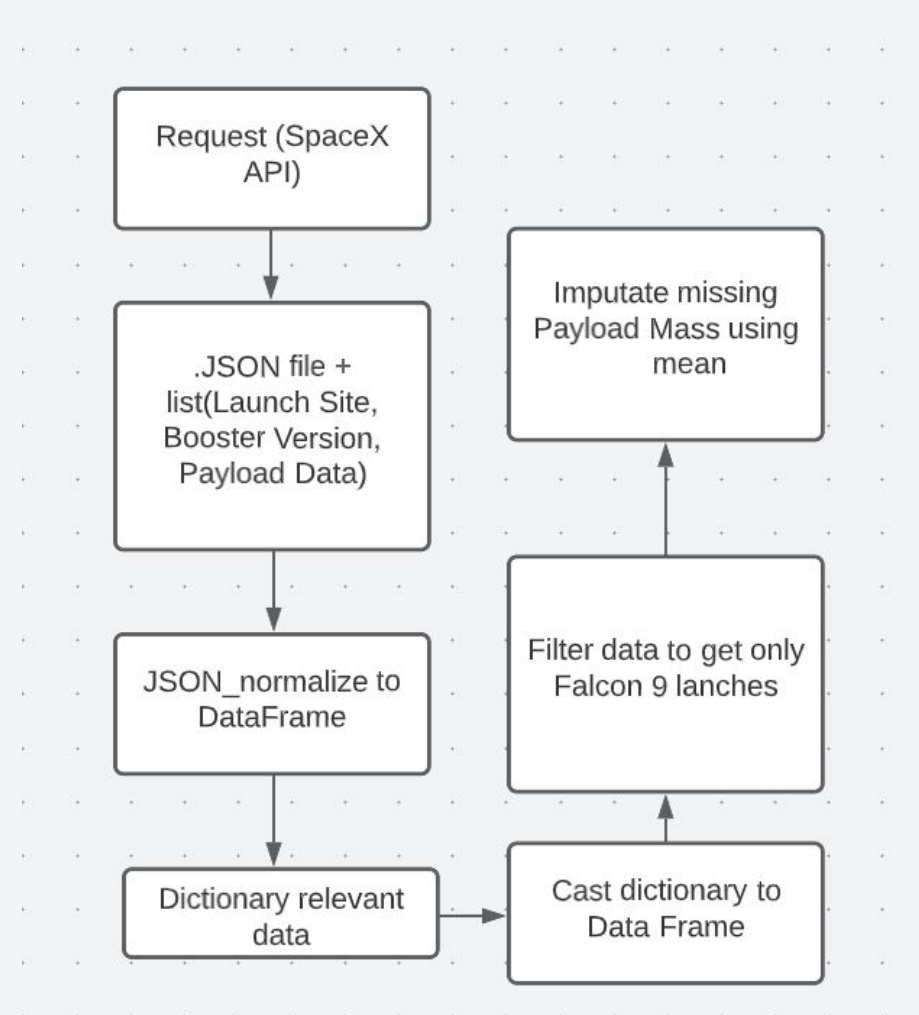 Request (SpaceX
API)
.JSON file +
list(Launch Site,
Booster Version,
Payload Data)
JSON_normalize to
DataFrame
Dictionary relevant
data
Cast dictionary to
Data Frame
Filter data to get only
Falcon 9 lanches
Imputate missing
Payload Mass using
mean